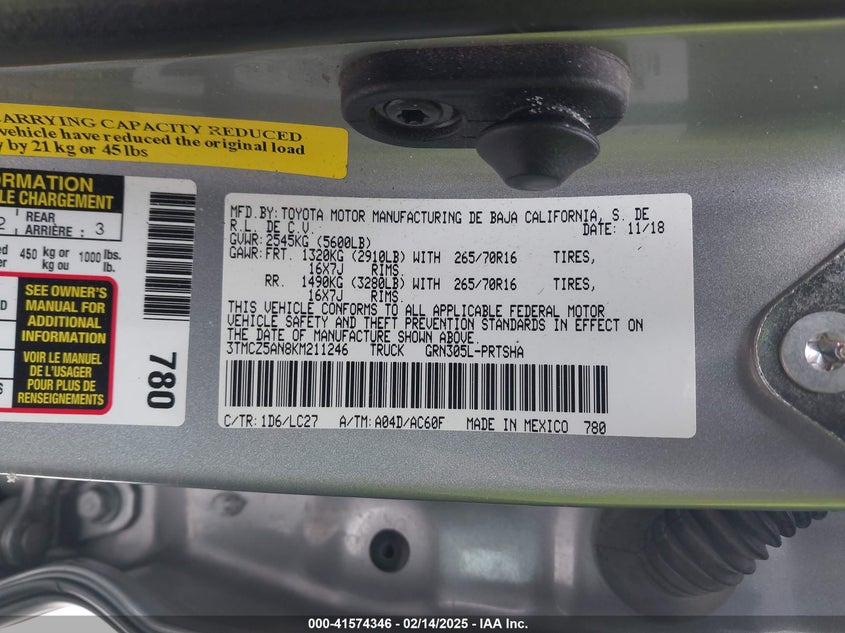 CARRYING CAPACITY REDUCED
vehicle have reduced the original load
by 21 kg or 45 lbs
LE CHARGEMENT
2 REAR ARRIÈRE : 3
450 kg or 1000 lbs.
kg ou lb.
SEE OWNER'S
MANUAL FOR
ADDITIONAL
INFORMATION
VOIR LE MANUEL
DE L'USAGER
POUR PLUS DE
RENSEIGNEMENTS
780
MFD.BY:TOYOTA MOTOR MANUFACTURING DE BAJA CALIFORNIA, S. DE
R.L. DE C.V. DATE: 11/18
GVWR:2545KG (5600LB)
GAWR:FRT. 1320KG (2910LB) WITH 265/70R16 TIRES,
16X7J RIMS.
RR. 1490KG (3280LB) WITH 265/70R16 TIRES,
16X7J RIMS.
THIS VEHICLE CONFORMS TO ALL APPLICABLE FEDERAL MOTOR
VEHICLE SAFETY AND THEFT PREVENTION STANDARDS IN EFFECT ON
THE DATE OF MANUFACTURE SHOWN ABOVE.
3TMCZ5AN8KM211246 TRUCK GRN305L-PRTSHA
C/TR:1D6/LC27 A/TM:A04D/AC60F MADE IN MEXICO 780
000-41574346 | 02/14/2025 - IAA Inc.